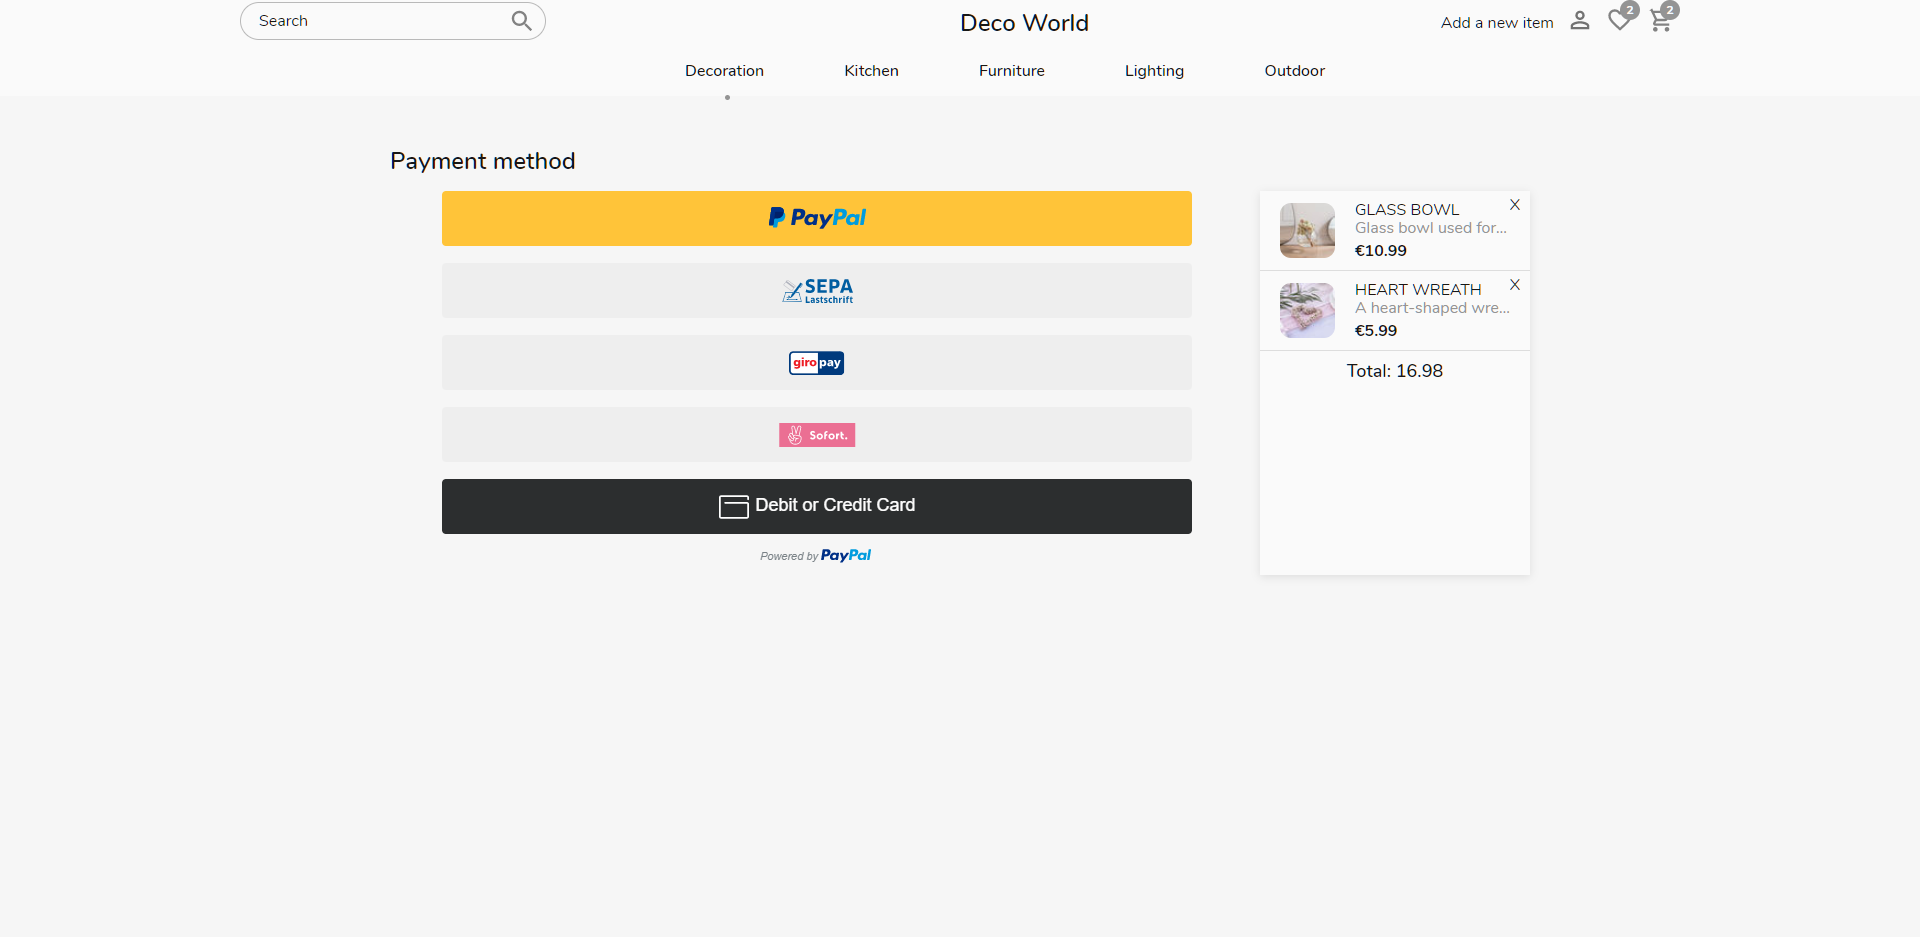 Search
Deco World
Add a new item
2
2
Decoration
Kitchen
Furniture
Lighting
Outdoor
Payment method
PayPal
SEPA
Lastschrift
giropay
Sofort.
Debit or Credit Card
Powered by PayPal
GLASS BOWL
X
Glass bowl used for...
€10.99
HEART WREATH
X
A heart-shaped wre...
€5.99
Total: 16.98